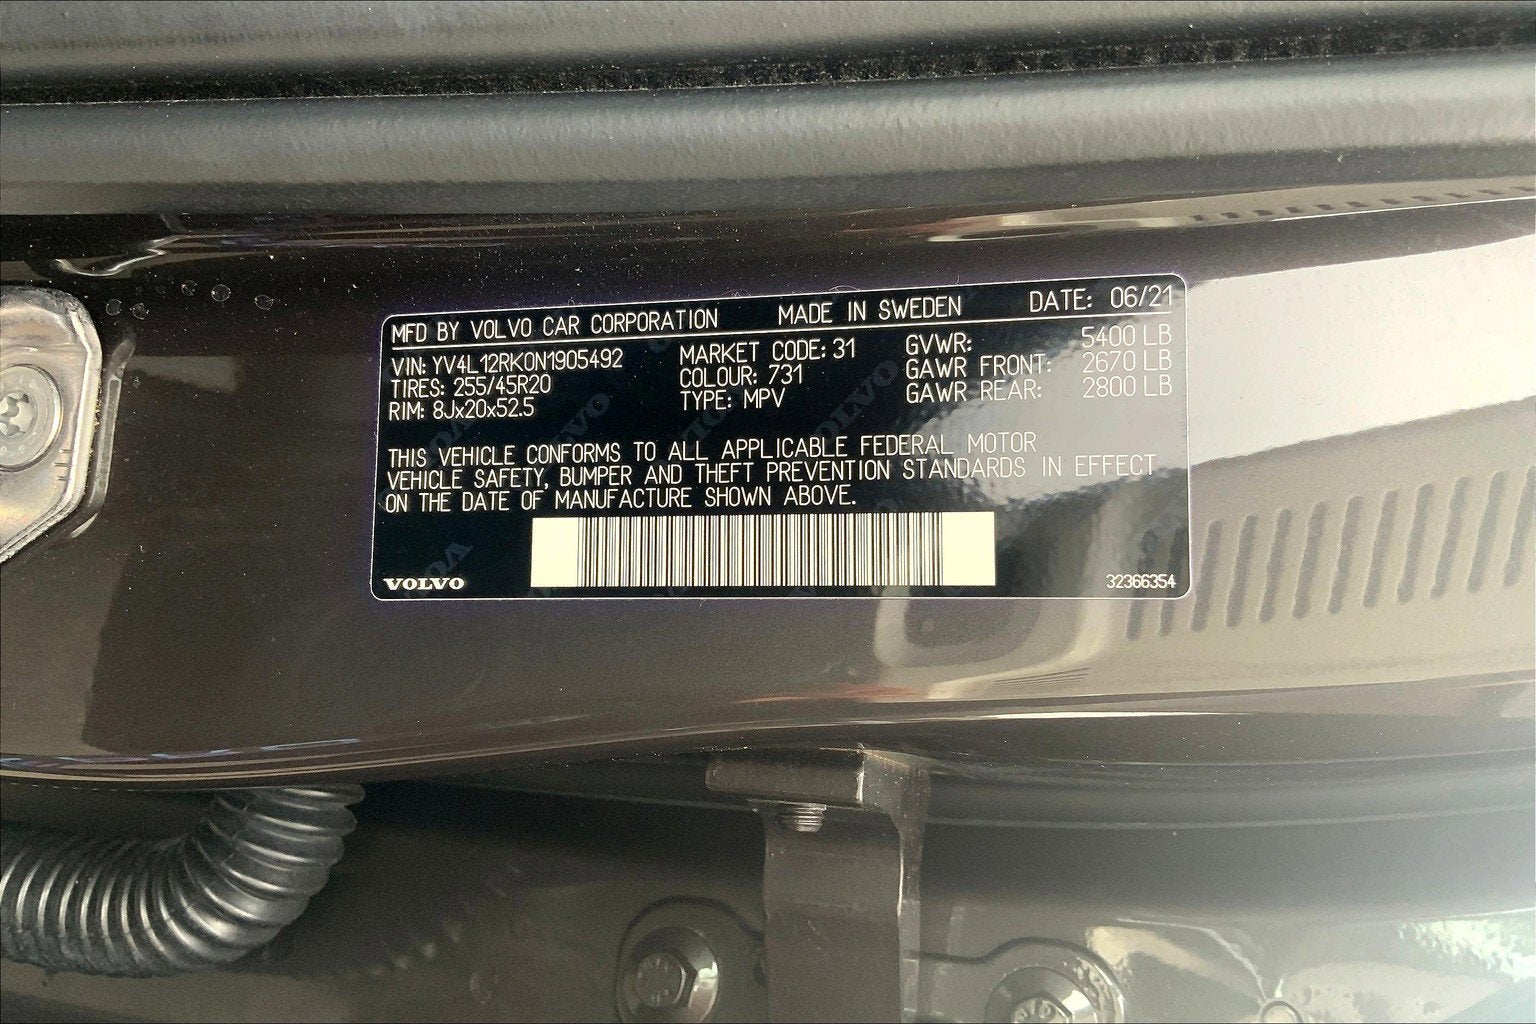 MFD BY VOLVO CAR CORPORATION MADE IN SWEDEN DATE: 06/21
VIN: YV4L12RK0N1905492 MARKET CODE: 31 GVWR: 5400 LB
TIRES: 255/45R20 COLOUR: 731 GAWR FRONT: 2670 LB
RIM: 8Jx20x52.5 TYPE: MPV GAWR REAR: 2800 LB
THIS VEHICLE CONFORMS TO ALL APPLICABLE FEDERAL MOTOR
VEHICLE SAFETY, BUMPER AND THEFT PREVENTION STANDARDS IN EFFECT
ON THE DATE OF MANUFACTURE SHOWN ABOVE.
VOLVO 32366354